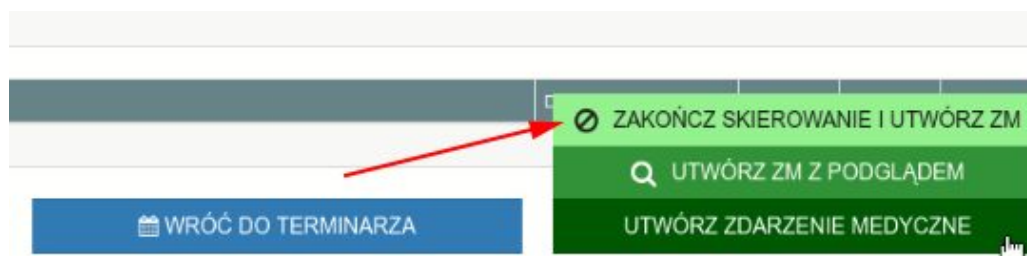 ZAKOŃCZ SKIEROWANIE I UTWÓRZ ZM
UTWÓRZ ZM Z PODGLĄDEM
WRÓĆ DO TERMINARZA
UTWÓRZ ZDARZENIE MEDYCZNE